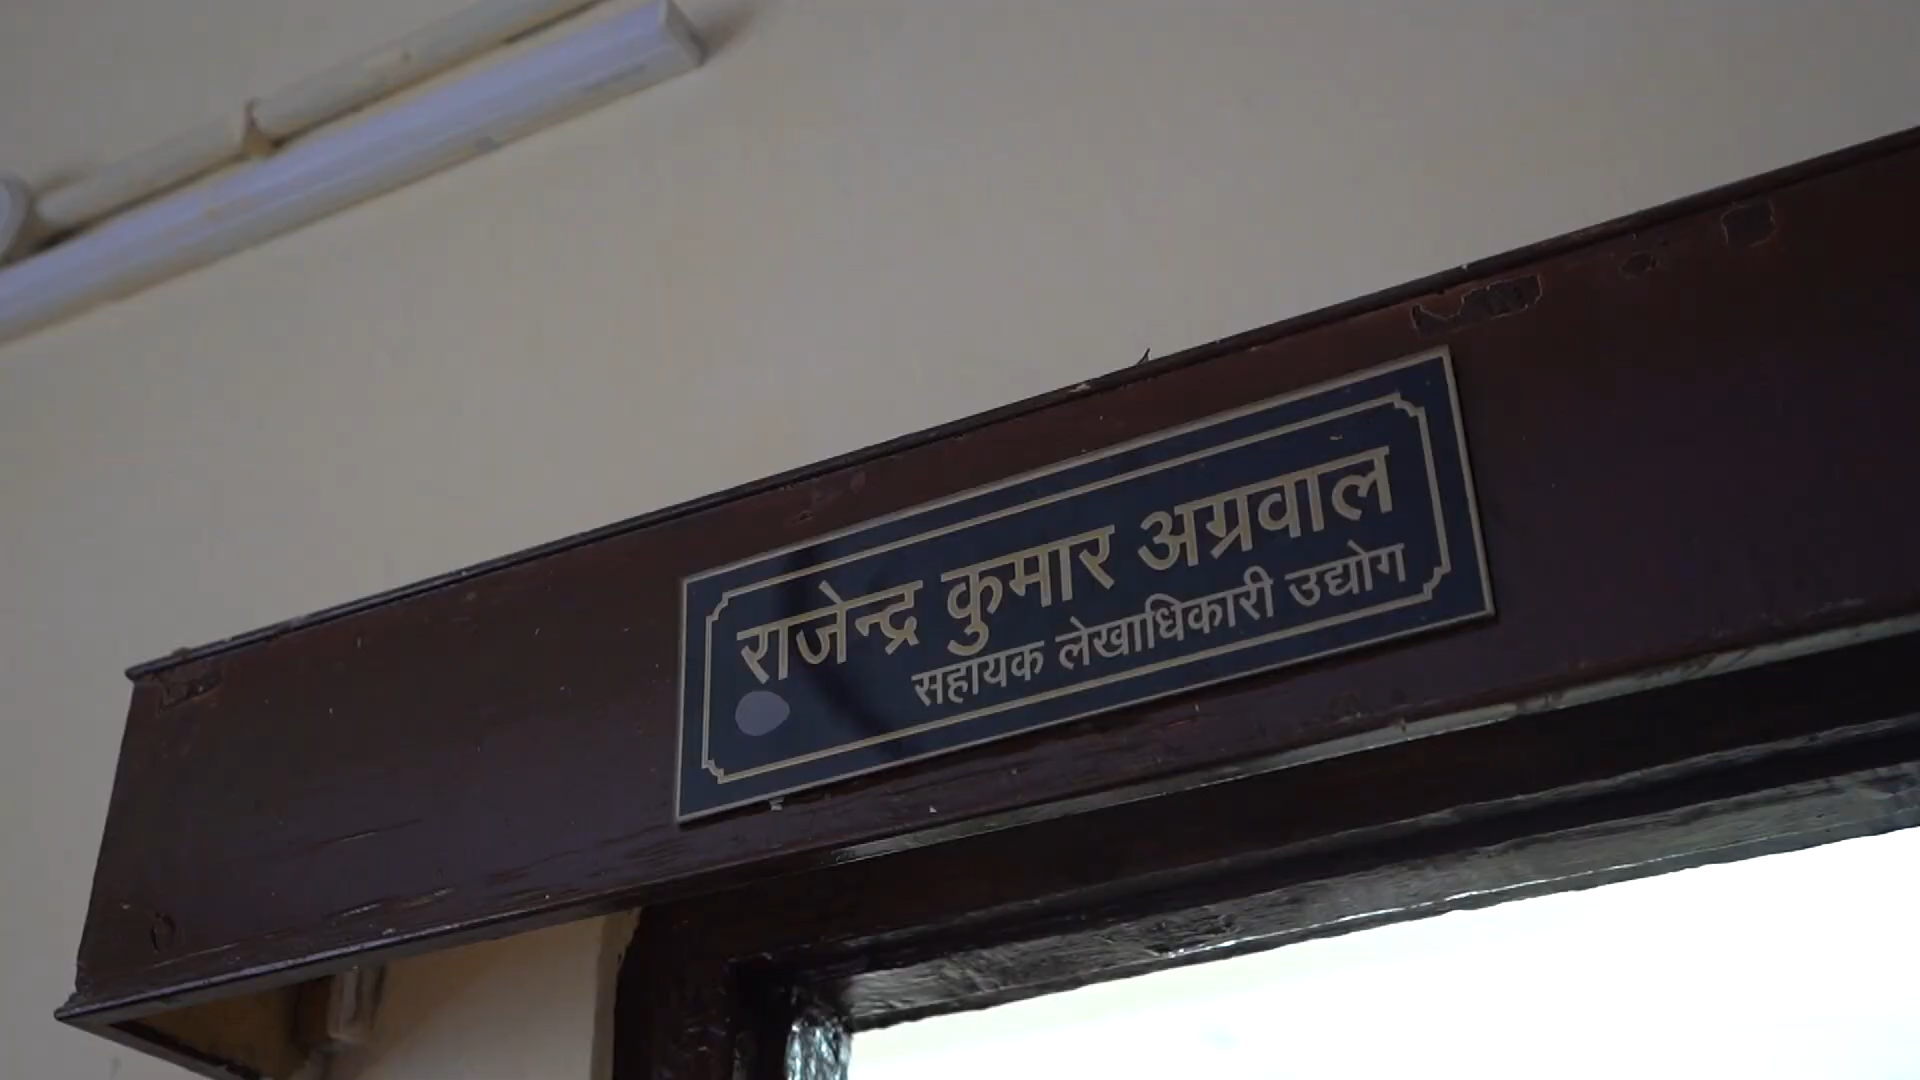 राजेन्द्र कुमार अग्रवाल
सहायक लेखाधिकारी उद्योग